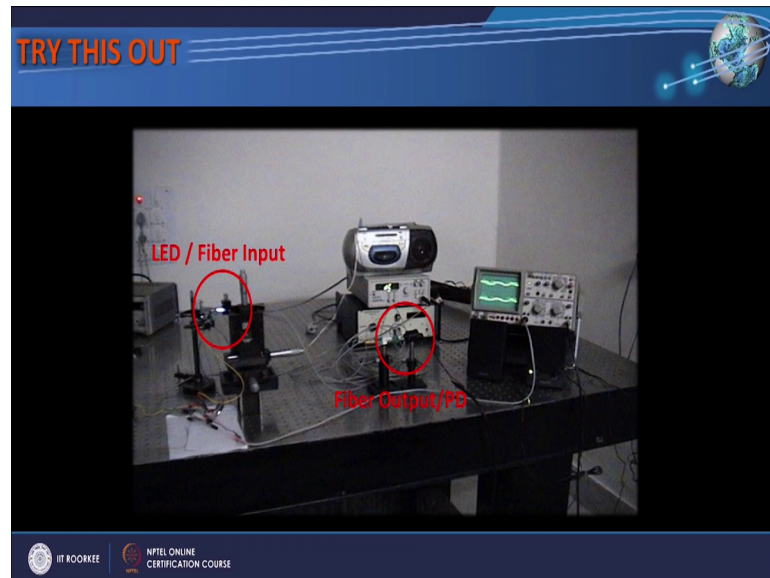 TRY THIS OUT
LED / Fiber Input
Fiber Output/PD
IIT ROORKEE
NPTEL ONLINE
CERTIFICATION COURSE